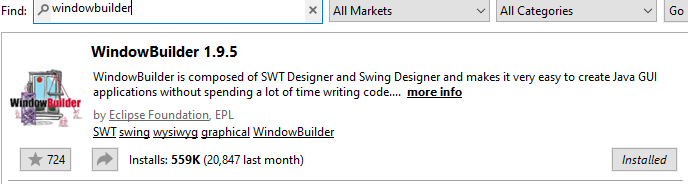 Find: windowbuilder All Markets All Categories Go
WindowBuilder 1.9.5
WindowBuilder is composed of SWT Designer and Swing Designer and makes it very easy to create Java GUI
applications without spending a lot of time writing code.... more info
WindowBuilder
by Eclipse Foundation, EPL
SWT swing wysiwyg graphical WindowBuilder
724 Installs: 559K (20,847 last month) Installed